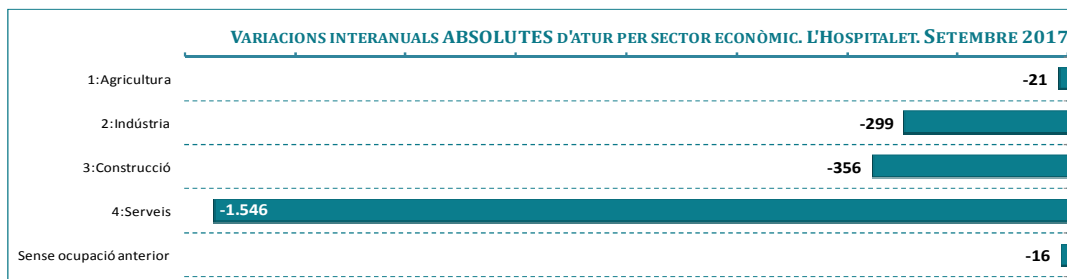 VARIACIONS INTERANUALS ABSOLUTES D'ATUR PER SECTOR ECONÒMIC. L'HOSPITALET. SETEMBRE 2017
1:Agricultura
-21
2:Indústria
-299
3:Construcció
-356
4:Serveis
-1.546
Sense ocupació anterior
-16